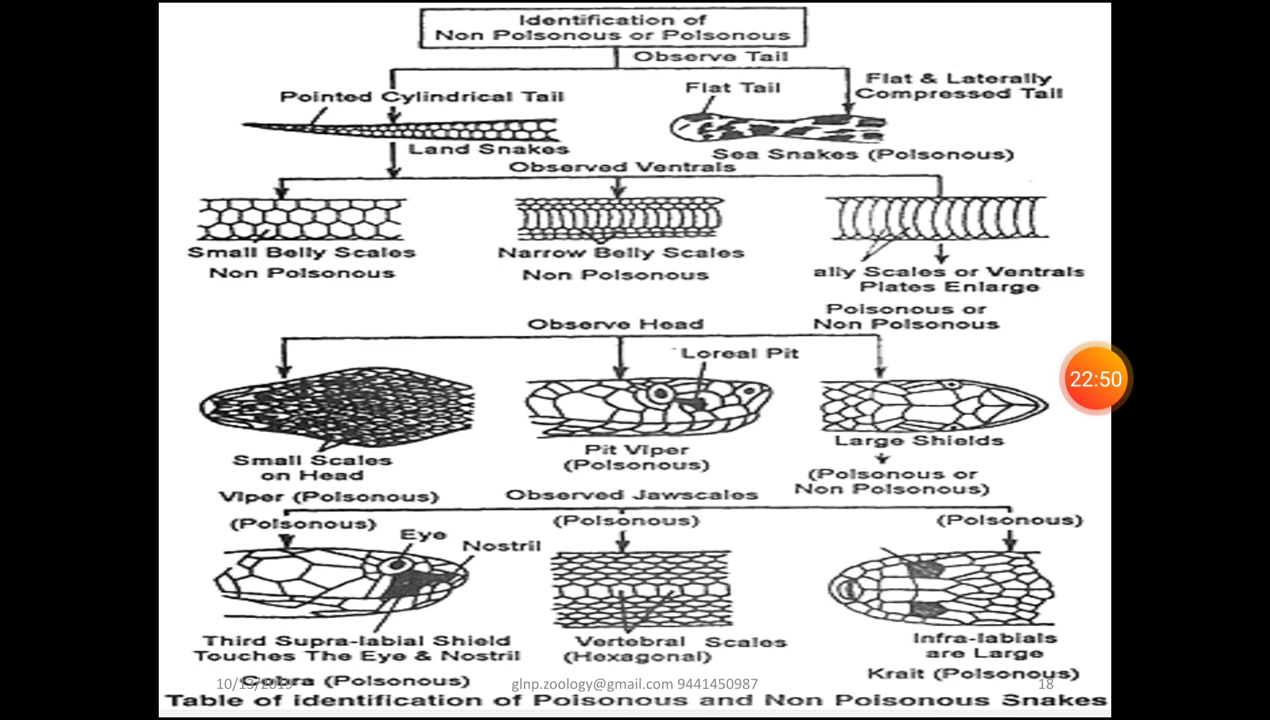 Identification of
Non Poisonous or Poisonous
Observe Tail
Pointed Cylindrical Tail
Flat Tail
Flat & Laterally
Compressed Tail
Land Snakes
Sea Snakes (Poisonous)
Observed Ventrals
Small Belly Scales
Non Poisonous
Narrow Belly Scales
Non Poisonous
ally Scales or Ventrals
Plates Enlarge
Poisonous or
Non Poisonous
Observe Head
Loreal Pit
22:50
Small Scales
on Head
Viper (Poisonous)
Pit Viper
(Poisonous)
Large Shields
(Poisonous or
Non Poisonous)
Observed Jawscales
(Poisonous)
(Poisonous)
(Poisonous)
Eye
Nostril
Third Supra-labial Shield
Touches The Eye & Nostril
(Poisonous)
Vertebral Scales
(Hexagonal)
Infra-labials
are Large
Krait (Poisonous)
glnp.zoology@gmail.com 9441450987
18
Table of identification of Poisonous and Non Poisonous Snakes